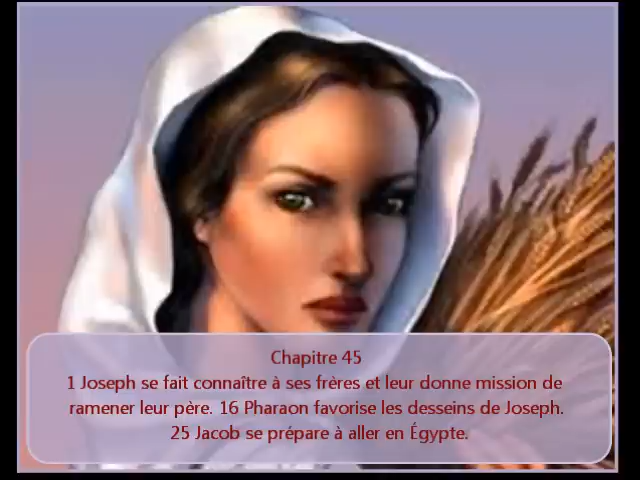 Chapitre 45
1 Joseph se fait connaître à ses frères et leur donne mission de
ramener leur père. 16 Pharaon favorise les desseins de Joseph.
25 Jacob se prépare à aller en Égypte.